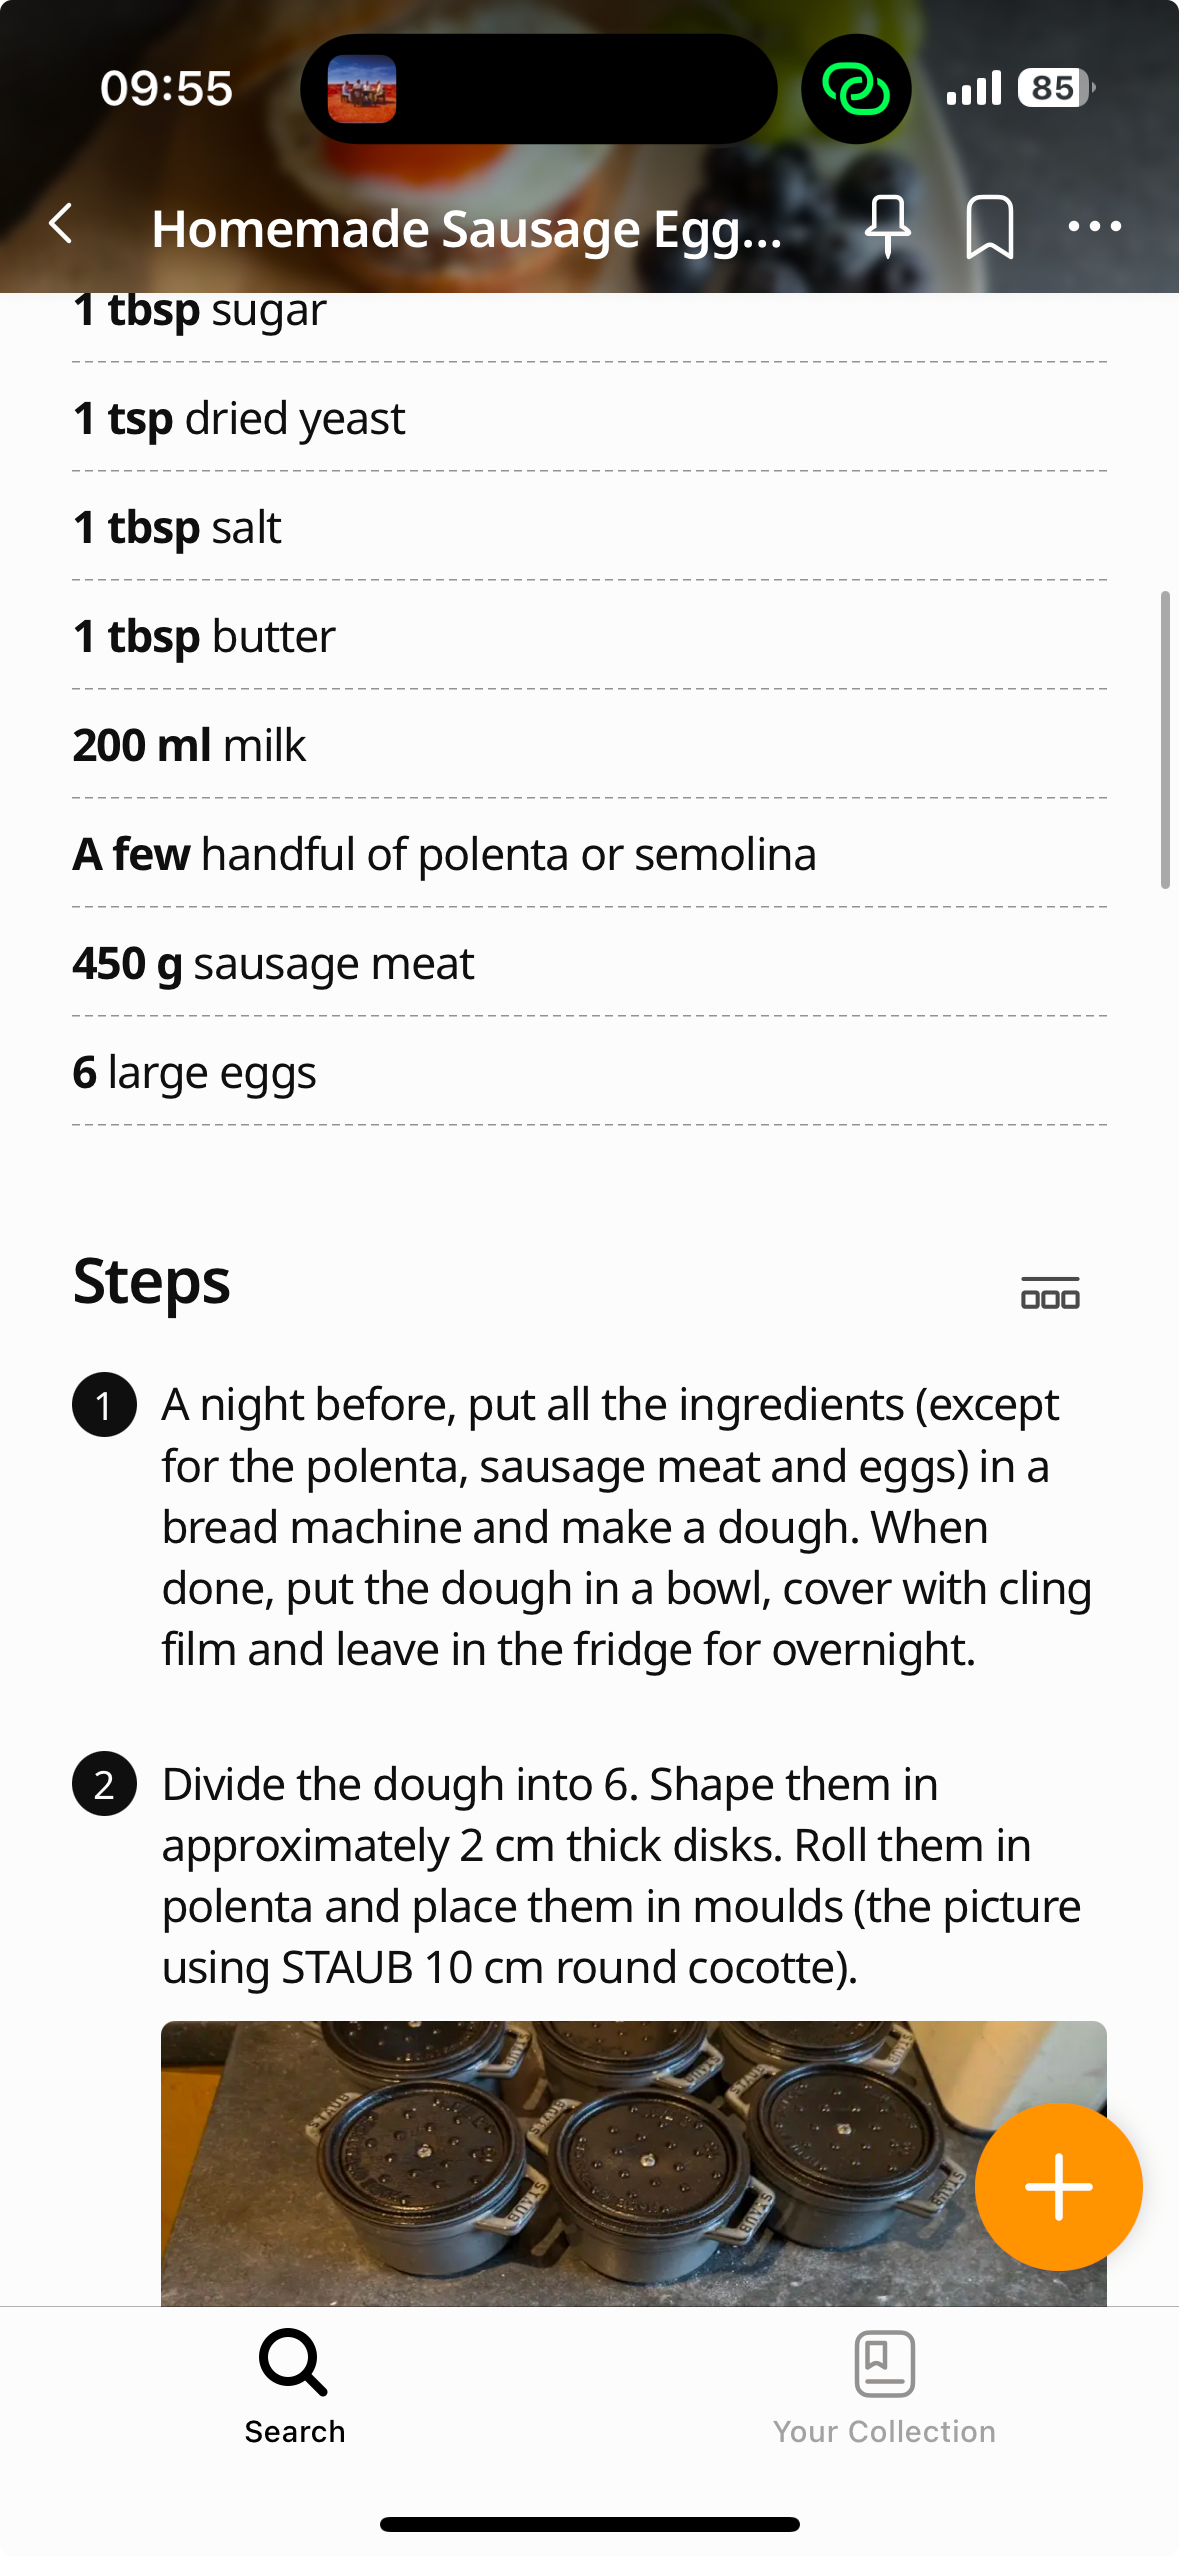 09:55
85
Homemade Sausage Egg...
1 tbsp sugar
1 tsp dried yeast
1 tbsp salt
1 tbsp butter
200 ml milk
A few handful of polenta or semolina
450 g sausage meat
6 large eggs
Steps
1 A night before, put all the ingredients (except
for the polenta, sausage meat and eggs) in a
bread machine and make a dough. When
done, put the dough in a bowl, cover with cling
film and leave in the fridge for overnight.
2 Divide the dough into 6. Shape them in
approximately 2 cm thick disks. Roll them in
polenta and place them in moulds (the picture
using STAUB 10 cm round cocotte).
STAUB
STAUB
STAUB
STAUB
STAUB
STAUB
Search
Your Collection